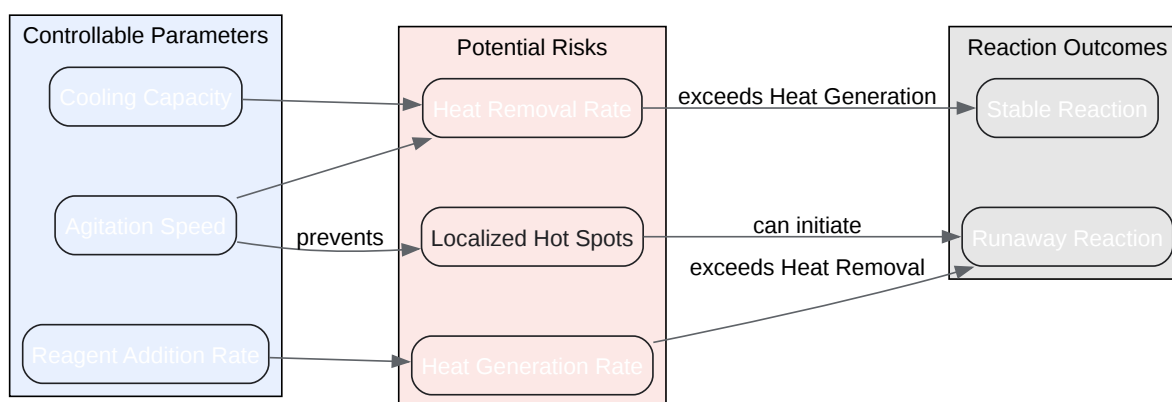 Controllable Parameters
Cooling Capacity
Agitation Speed
Reagent Addition Rate
prevents
Potential Risks
Heat Removal Rate
Localized Hot Spots
Heat Generation Rate
exceeds Heat Generation
can initiate
exceeds Heat Removal
Reaction Outcomes
Stable Reaction
Runaway Reaction